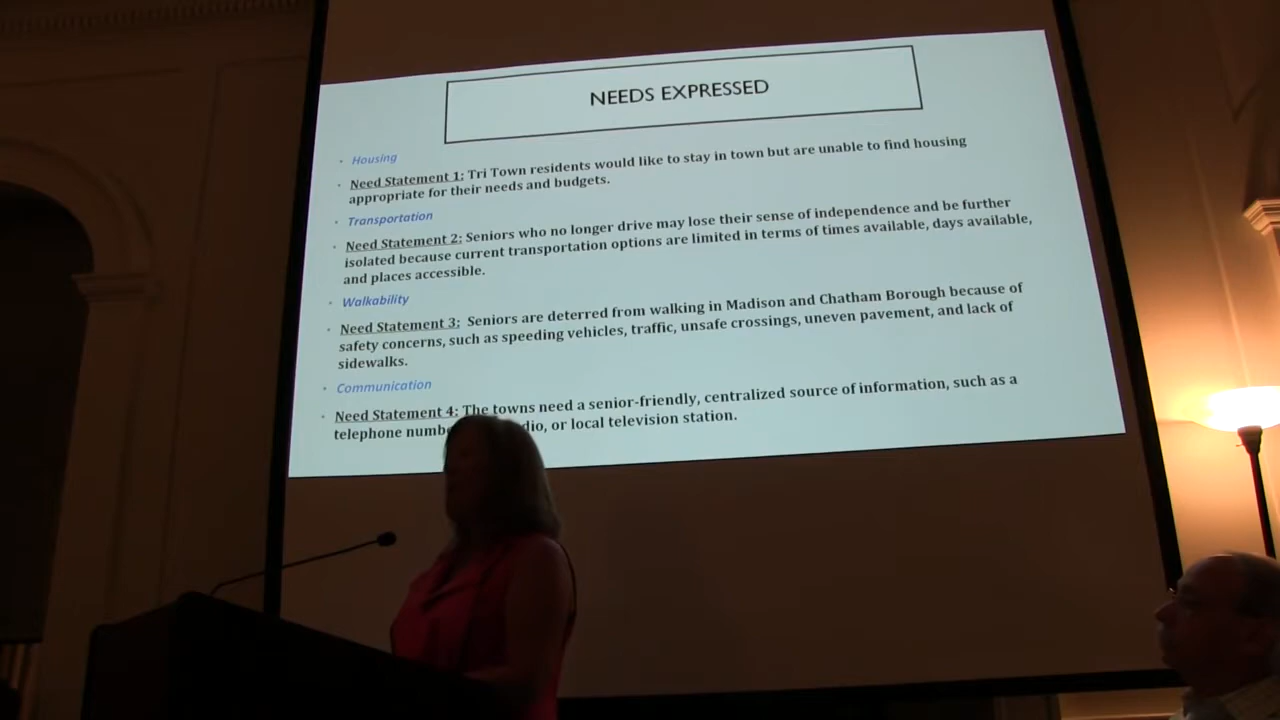 NEEDS EXPRESSED
Housing
Need Statement 1: Tri Town residents would like to stay in town but are unable to find housing
appropriate for their needs and budgets.
Transportation
Need Statement 2: Seniors who no longer drive may lose their sense of independence and be further
isolated because current transportation options are limited in terms of times available, days available,
and places accessible.
Walkability
Need Statement 3: Seniors are deterred from walking in Madison and Chatham Borough because of
safety concerns, such as speeding vehicles, traffic, unsafe crossings, uneven pavement, and lack of
sidewalks.
Communication
Need Statement 4: The towns need a senior-friendly, centralized source of information, such as a
telephone or local television station.